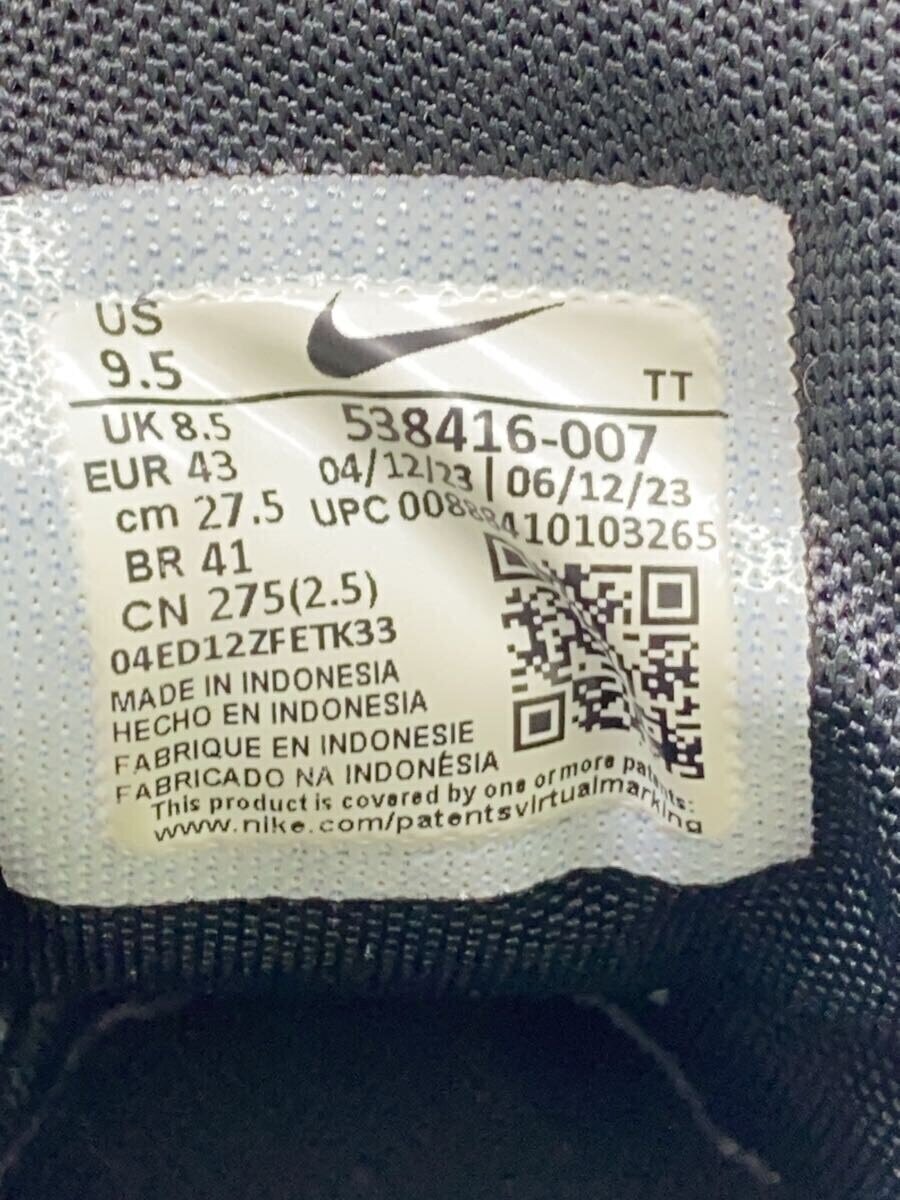 US
9.5
TT
UK 8.5
538416-007
EUR 43
04/12/23 | 06/12/23
cm 27.5
UPC 00888410103265
BR 41
CN 275(2.5)
04ED12ZFETK33
MADE IN INDONESIA
HECHO EN INDONESIA
FABRIQUE EN INDONESIE
FABRICADO NA INDONÉSIA
This product is covered by one or more patents:
www.nike.com/patentsvirtualmarking